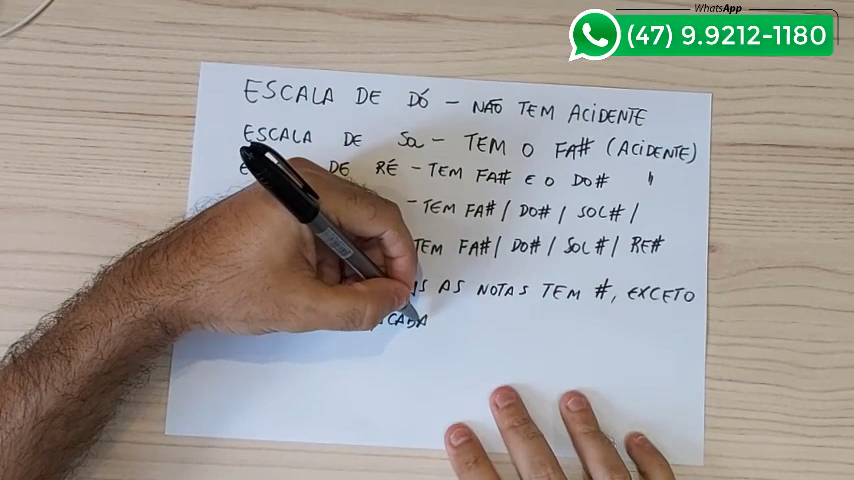 WhatsApp
(47) 9.9212-1180
ESCALA DE DÓ - NÃO TEM ACIDENTE
ESCALA DE SOL - TEM O FA# (ACIDENTE)
DE RÉ - TEM FA# E O DO# "
- TEM FA# / DO# / SOL# /
TEM FA# / DO# / SOL# / RE#
AS NOTAS TEM #, EXCETO